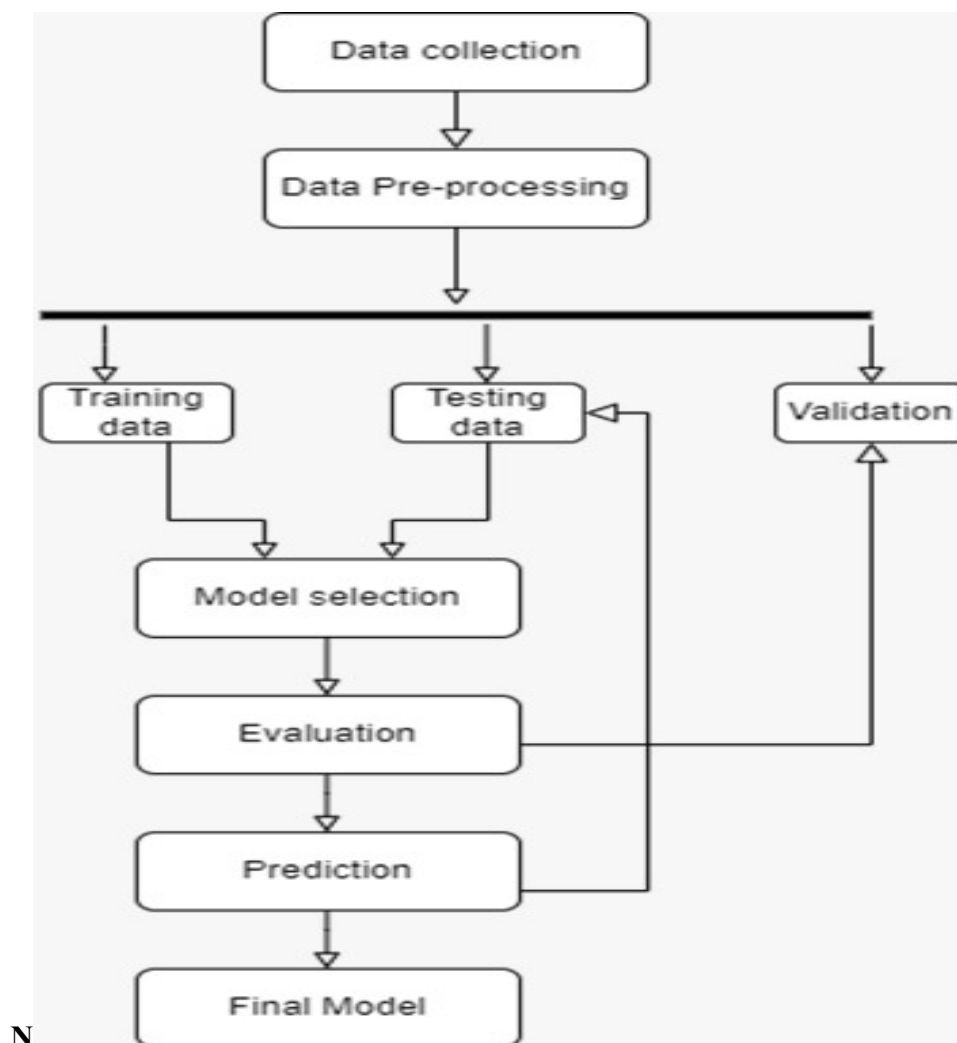 Data collection
Data Pre-processing
Training
data
Testing
data
Validation
Model selection
Evaluation
Prediction
Final Model
N